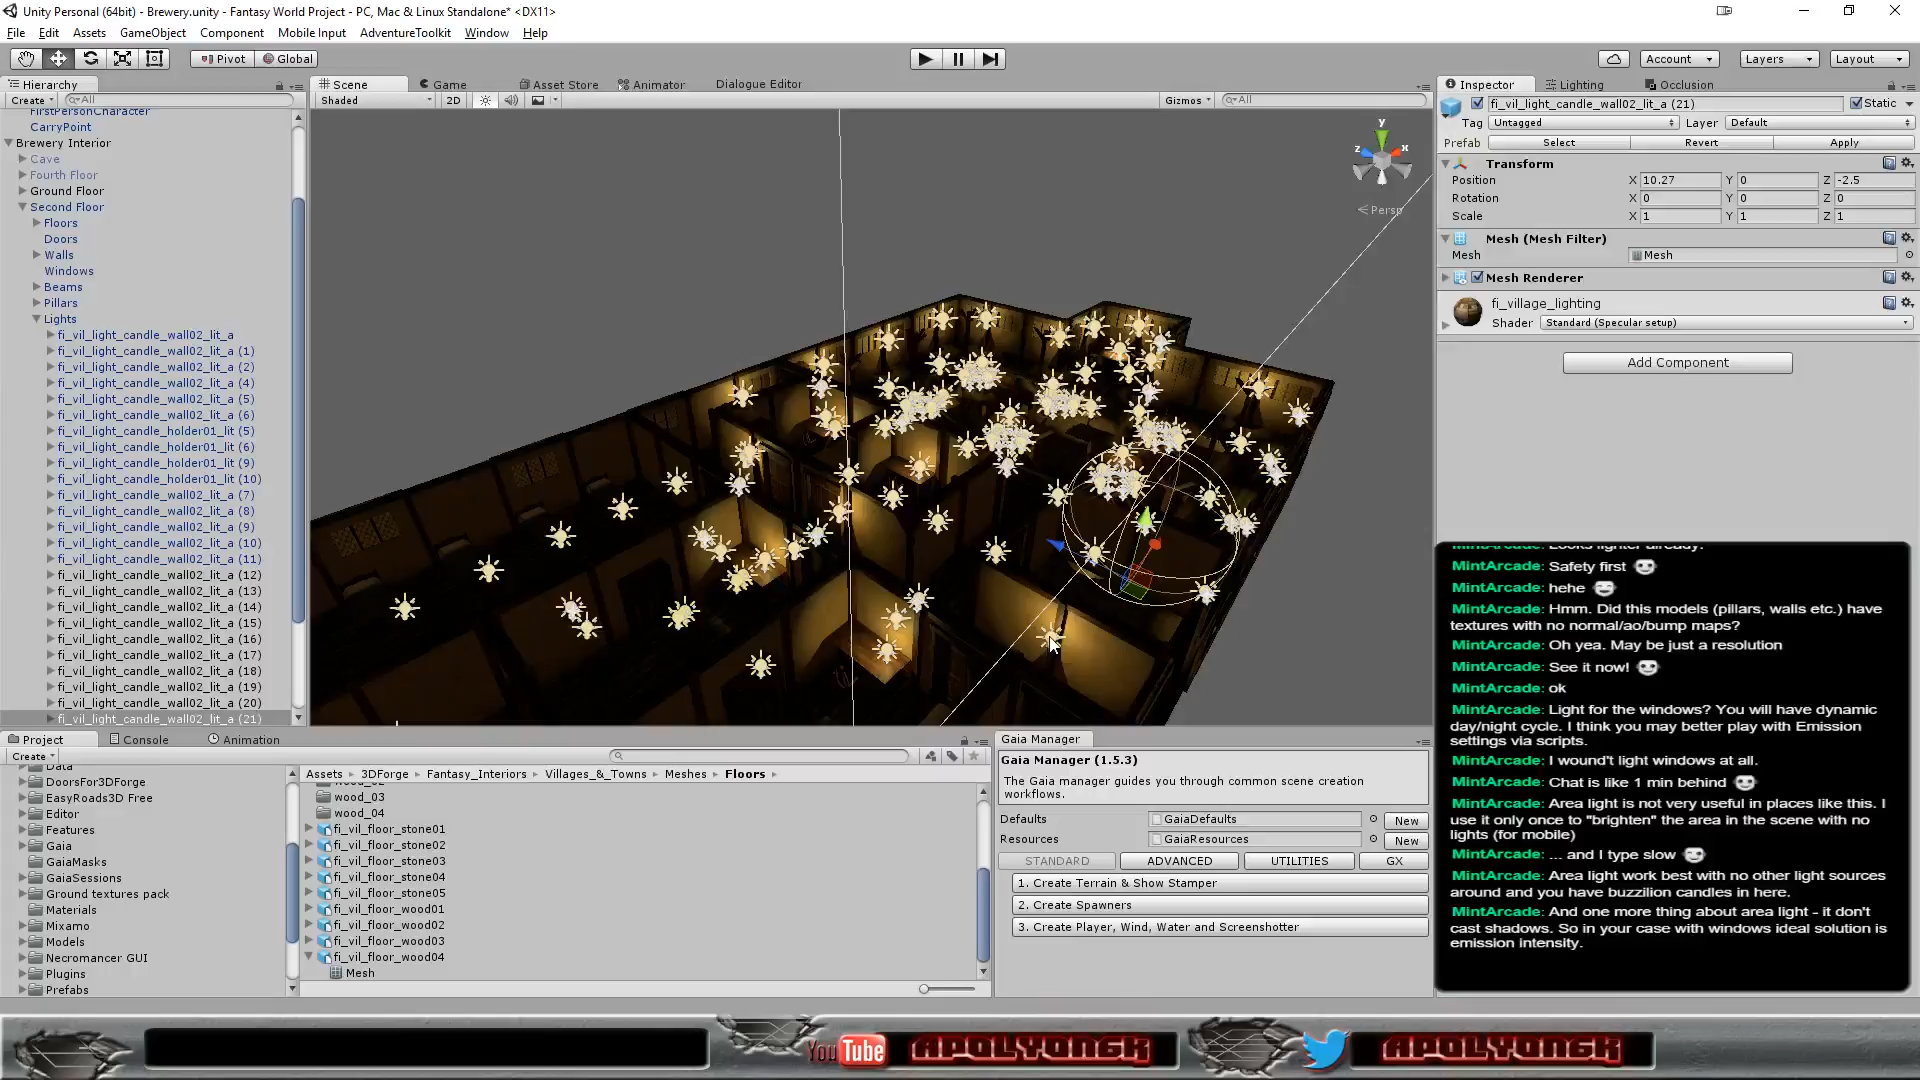 Unity Personal (64bit) - Brewery.unity - Fantasy World Project - PC, Mac & Linux Standalone* <DX11>
File Edit Assets GameObject Component Mobile Input AdventureToolkit Window Help
Pivot Global Account Layers Layout
Hierarchy
Create All
FirstPersonCharacter
CarryPoint
Brewery Interior
Cave
Fourth Floor
Ground Floor
Second Floor
Floors
Doors
Walls
Windows
Beams
Pillars
Lights
fi_vil_light_candle_wall02_lit_a
fi_vil_light_candle_wall02_lit_a (1)
fi_vil_light_candle_wall02_lit_a (2)
fi_vil_light_candle_wall02_lit_a (4)
fi_vil_light_candle_wall02_lit_a (5)
fi_vil_light_candle_wall02_lit_a (6)
fi_vil_light_candle_holder01_lit (5)
fi_vil_light_candle_holder01_lit (6)
fi_vil_light_candle_holder01_lit (9)
fi_vil_light_candle_holder01_lit (10)
fi_vil_light_candle_wall02_lit_a (7)
fi_vil_light_candle_wall02_lit_a (8)
fi_vil_light_candle_wall02_lit_a (9)
fi_vil_light_candle_wall02_lit_a (10)
fi_vil_light_candle_wall02_lit_a (11)
fi_vil_light_candle_wall02_lit_a (12)
fi_vil_light_candle_wall02_lit_a (13)
fi_vil_light_candle_wall02_lit_a (14)
fi_vil_light_candle_wall02_lit_a (15)
fi_vil_light_candle_wall02_lit_a (16)
fi_vil_light_candle_wall02_lit_a (17)
fi_vil_light_candle_wall02_lit_a (18)
fi_vil_light_candle_wall02_lit_a (19)
fi_vil_light_candle_wall02_lit_a (20)
fi_vil_light_candle_wall02_lit_a (21)
Scene Game Asset Store Animator Dialogue Editor
Shaded 2D Gizmos All
y
z x
Persp
Inspector Lighting Occlusion
fi_vil_light_candle_wall02_lit_a (21) Static
Tag Untagged Layer Default
Prefab Select Revert Apply
Transform
Position X 10.27 Y 0 Z -2.5
Rotation X 0 Y 0 Z 0
Scale X 1 Y 1 Z 1
Mesh (Mesh Filter)
Mesh Mesh
Mesh Renderer
fi_village_lighting
Shader Standard (Specular setup)
Add Component
Looks lighter already.
MintArcade: Safety first
MintArcade: hehe
MintArcade: Hmm. Did this models (pillars, walls etc.) have
textures with no normal/ao/bump maps?
MintArcade: Oh yea. May be just a resolution
MintArcade: See it now!
MintArcade: ok
MintArcade: Light for the windows? You will have dynamic
day/night cycle. I think you may better play with Emission
settings via scripts.
MintArcade: I wound't light windows at all.
MintArcade: Chat is like 1 min behind
MintArcade: Area light is not very useful in places like this. I
use it only once to "brighten" the area in the scene with no
lights (for mobile)
MintArcade: ... and I type slow
MintArcade: Area light work best with no other light sources
around and you have buzzilion candles in here.
MintArcade: And one more thing about area light - it don't
cast shadows. So in your case with windows ideal solution is
emission intensity.
Project Console Animation
Create
Data
DoorsFor3DForge
EasyRoads3D Free
Editor
Features
Gaia
GaiaMasks
GaiaSessions
Ground textures pack
Materials
Mixamo
Models
Necromancer GUI
Plugins
Prefabs
Assets 3DForge Fantasy_Interiors Villages_&_Towns Meshes Floors
wood_02
wood_03
wood_04
fi_vil_floor_stone01
fi_vil_floor_stone02
fi_vil_floor_stone03
fi_vil_floor_stone04
fi_vil_floor_stone05
fi_vil_floor_wood01
fi_vil_floor_wood02
fi_vil_floor_wood03
fi_vil_floor_wood04
Mesh
Gaia Manager
Gaia Manager (1.5.3)
The Gaia manager guides you through common scene creation
workflows.
Defaults GaiaDefaults New
Resources GaiaResources New
STANDARD ADVANCED UTILITIES GX
1. Create Terrain & Show Stamper
2. Create Spawners
3. Create Player, Wind, Water and Screenshotter
YouTube APOLYONGK APOLYONGK